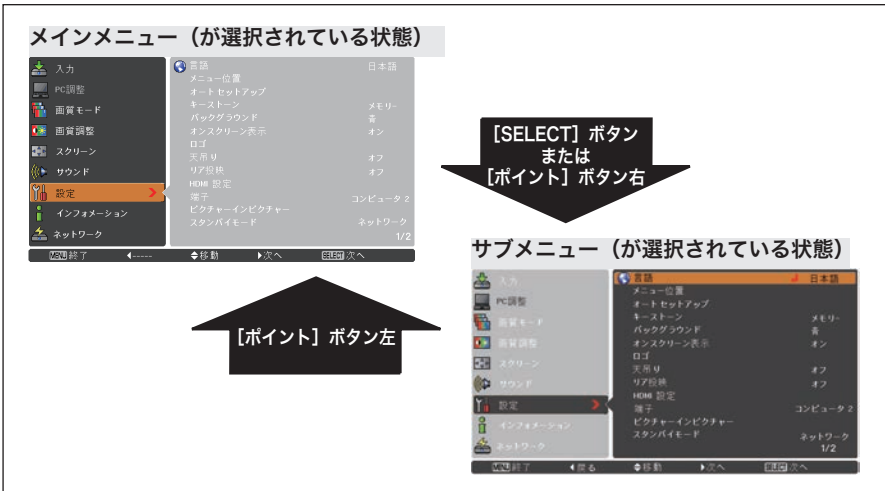 メインメニュー（が選択されている状態）
入力
PC調整
画質モード
画質調整
スクリーン
サウンド
設定
インフォメーション
ネットワーク
言語 日本語
メニュー位置
オートセットアップ
キーストーン メモリー
バックグラウンド 青
オンスクリーン表示 オン
ロゴ
天吊り オフ
リア投映 オフ
HDMI 設定
端子 コンピュータ 2
ピクチャーインピクチャー
スタンバイモード ネットワーク
1/2
MENU 終了 ◀----- 移動 ▶次へ SELECT 次へ
［SELECT］ボタン
または
［ポイント］ボタン右
［ポイント］ボタン左
サブメニュー（が選択されている状態）
入力
PC調整
画質モード
画質調整
スクリーン
サウンド
設定
インフォメーション
ネットワーク
言語 日本語
メニュー位置
オートセットアップ
キーストーン メモリー
バックグラウンド 青
オンスクリーン表示 オン
ロゴ
天吊り オフ
リア投映 オフ
HDMI 設定
端子 コンピュータ 2
ピクチャーインピクチャー
スタンバイモード ネットワーク
1/2
MENU 終了 ◀戻る 移動 ▶次へ SELECT 次へ